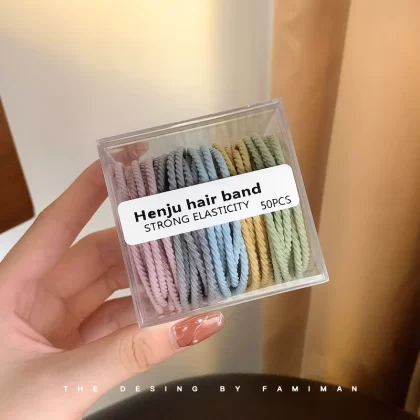 Henju hair band
STRONG ELASTICITY 50PCS
THE DESING BY FAMIMAN